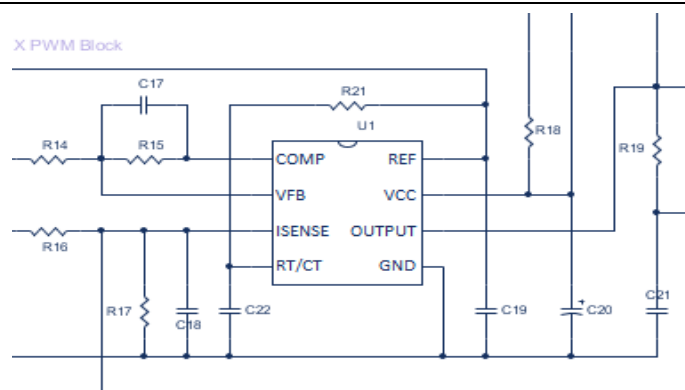 X PWM Block
C17
R21
U1
R14
R15
R18
R19
COMP
REF
VFB
VCC
ISENSE
OUTPUT
R16
RT/CT
GND
C21
R17
C18
C22
C19
+
C20